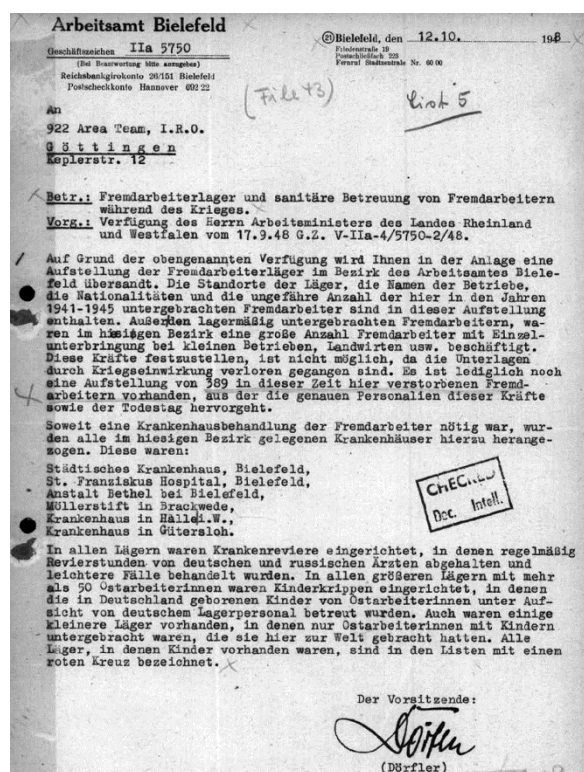 Arbeitsamt Bielefeld
Geschäftszeichen IIa 5750
(Bei Beantwortung bitte anzugeben)
Reichsbankgirokonto 26/151 Bielefeld
Postscheckkonto Hannover 692 22
(21) Bielefeld, den 12.10. 1948
Friedenstraße 19
Postschließfach 228
Fernruf Stadtzentrale Nr. 60 00
(File 43)
List 5
An
922 Area Team, I.R.O.
Göttingen
Keplerstr. 12
Betr.: Fremdarbeiterlager und sanitäre Betreuung von Fremdarbeitern
während des Krieges.
Vorg.: Verfügung des Herrn Arbeitsministers des Landes Rheinland
und Westfalen vom 17.9.48 G.Z. V-IIa-4/5750-2/48.
Auf Grund der obengenannten Verfügung wird Ihnen in der Anlage eine
Aufstellung der Fremdarbeiterläger im Bezirk des Arbeitsamtes Biele-
feld übersandt. Die Standorte der Läger, die Namen der Betriebe,
die Nationalitäten und die ungefähre Anzahl der hier in den Jahren
1941-1945 untergebrachten Fremdarbeiter sind in dieser Aufstellung
enthalten. Außerden lagermäßig untergebrachten Fremdarbeitern, wa-
ren im hiesigen Bezirk eine große Anzahl Fremdarbeiter mit Einzel-
unterbringung bei kleinen Betrieben, Landwirten usw. beschäftigt.
Diese Kräfte festzustellen, ist nicht möglich, da die Unterlagen
durch Kriegseinwirkung verloren gegangen sind. Es ist lediglich noch
eine Aufstellung von 389 in dieser Zeit hier verstorbenen Fremd-
arbeitern vorhanden, aus der die genauen Personalien dieser Kräfte
sowie der Todestag hervorgeht.
Soweit eine Krankenhausbehandlung der Fremdarbeiter nötig war, wur-
den alle im hiesigen Bezirk gelegenen Krankenhäuser hierzu herange-
zogen. Diese waren:
Städtisches Krankenhaus, Bielefeld,
St. Franziskus Hospital, Bielefeld,
Anstalt Bethel bei Bielefeld,
Möllerstift in Brackwede,
Krankenhaus in Halle i.W.,
Krankenhaus in Gütersloh.
CHECKED
Doc. Intell.
In allen Lägern waren Krankenreviere eingerichtet, in denen regelmäßig
Revierstunden von deutschen und russischen Ärzten abgehalten und
leichtere Fälle behandelt wurden. In allen größeren Lägern mit mehr
als 50 Ostarbeiterinnen waren Kinderkrippen eingerichtet, in denen
die in Deutschland geborenen Kinder von Ostarbeiterinnen unter Auf-
sicht von deutschem Lagerpersonal betreut wurden. Auch waren einige
kleinere Läger vorhanden, in denen nur Ostarbeiterinnen mit Kindern
untergebracht waren, die sie hier zur Welt gebracht hatten. Alle
Läger, in denen Kinder vorhanden waren, sind in den Listen mit einem
roten Kreuz bezeichnet.
Der Vorsitzende:
Dörfler
(Dörfler)